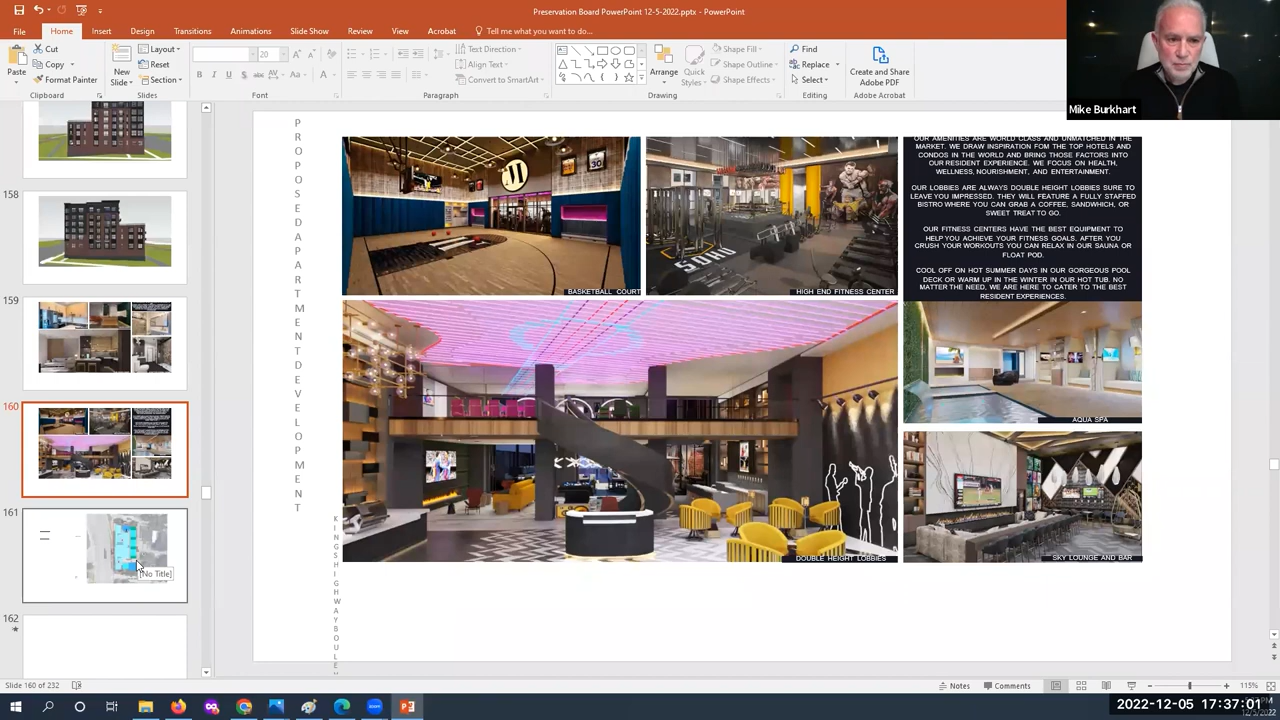 Preservation Board PowerPoint 12-5-2022.pptx - PowerPoint
File Home Insert Design Transitions Animations Slide Show Review View Acrobat Tell me what you want to do...
Paste
Cut
Copy
Format Painter
Clipboard
New Slide
Layout
Reset
Section
Slides
20
B I U S abc AV Aa A
Font
Text Direction
Align Text
Convert to SmartArt
Paragraph
Arrange
Quick Styles
Shape Fill
Shape Outline
Shape Effects
Drawing
Find
Replace
Select
Editing
Create and Share Adobe PDF
Adobe Acrobat
Mike Burkhart
158
159
160
161
[No Title]
162
PROPOSED APARTMENT DEVELOPMENT
KINGSHIGHWAY BOULE
BASKETBALL COURT
SOHO
HIGH END FITNESS CENTER
30
OUR AMENITIES ARE WORLD CLASS AND UNMATCHED IN THE
MARKET. WE DRAW INSPIRATION FOM THE TOP HOTELS AND
CONDOS IN THE WORLD AND BRING THOSE FACTORS INTO
OUR RESIDENT EXPERIENCE. WE FOCUS ON HEALTH,
WELLNESS, NOURISHMENT, AND ENTERTAINMENT.
OUR LOBBIES ARE ALWAYS DOUBLE HEIGHT LOBBIES SURE TO
LEAVE YOU IMPRESSED. THEY WILL FEATURE A FULLY STAFFED
BISTRO WHERE YOU CAN GRAB A COFFEE, SANDWHICH, OR
SWEET TREAT TO GO.
OUR FITNESS CENTERS HAVE THE BEST EQUIPMENT TO
HELP YOU ACHIEVE YOUR FITNESS GOALS. AFTER YOU
CRUSH YOUR WORKOUTS YOU CAN RELAX IN OUR SAUNA OR
FLOAT POD.
COOL OFF ON HOT SUMMER DAYS IN OUR GORGEOUS POOL
DECK OR WARM UP IN THE WINTER IN OUR HOT TUB. NO
MATTER THE NEED, WE ARE HERE TO CATER TO THE BEST
RESIDENT EXPERIENCES.
DOUBLE HEIGHT LOBBIES
AQUA SPA
SKY LOUNGE AND BAR
Slide 160 of 232
Notes
Comments
115%
2022-12-05 17:37:01